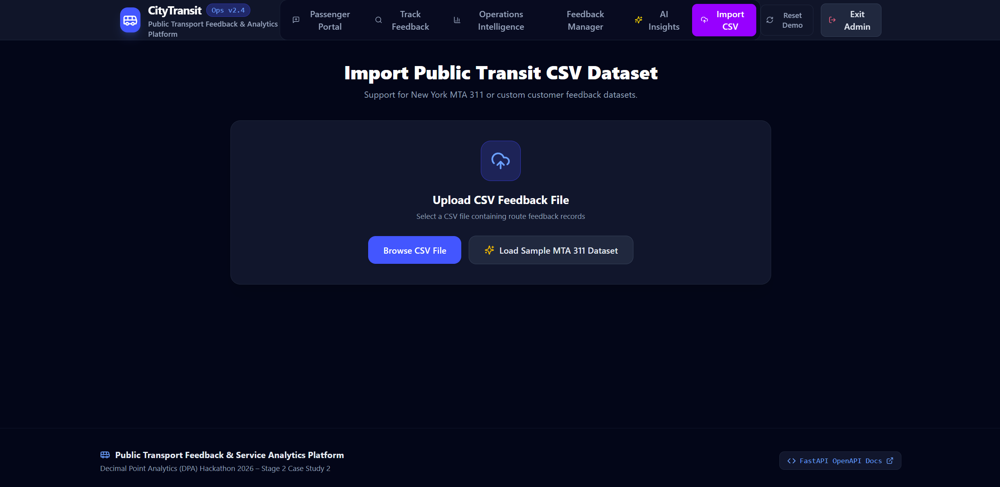 CityTransit Ops v2.4
Public Transport Feedback & Analytics
Platform
Passenger
Portal
Track
Feedback
Operations
Intelligence
Feedback
Manager
AI
Insights
Import
CSV
Reset
Demo
Exit
Admin
Import Public Transit CSV Dataset
Support for New York MTA 311 or custom customer feedback datasets.
Upload CSV Feedback File
Select a CSV file containing route feedback records
Browse CSV File
Load Sample MTA 311 Dataset
Public Transport Feedback & Service Analytics Platform
Decimal Point Analytics (DPA) Hackathon 2026 – Stage 2 Case Study 2
FastAPI OpenAPI Docs